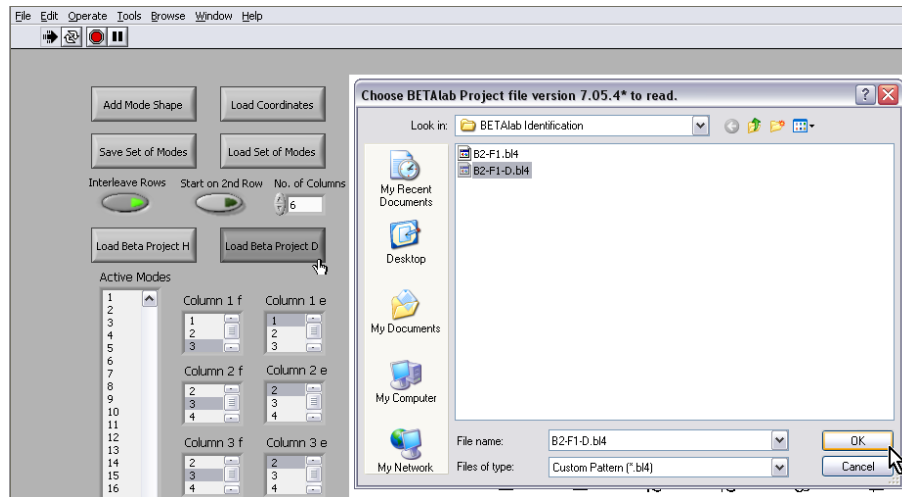 File Edit Operate Tools Browse Window Help
Add Mode Shape
Load Coordinates
Save Set of Modes
Load Set of Modes
Interleave Rows
Start on 2nd Row
No. of Columns
6
Load Beta Project H
Load Beta Project D
Active Modes
1
2
3
4
5
6
7
8
9
10
11
12
13
14
15
16
Column 1 f
1
2
3
Column 1 e
1
2
3
Column 2 f
2
3
4
Column 2 e
2
3
4
Column 3 f
2
3
4
Column 3 e
2
3
4
Choose BETAlab Project file version 7.05.4* to read.
Look in:
BETAlab Identification
My Recent
Documents
Desktop
My Documents
My Computer
My Network
B2-F1.bl4
B2-F1-D.bl4
File name:
B2-F1-D.bl4
OK
Files of type:
Custom Pattern (*.bl4)
Cancel